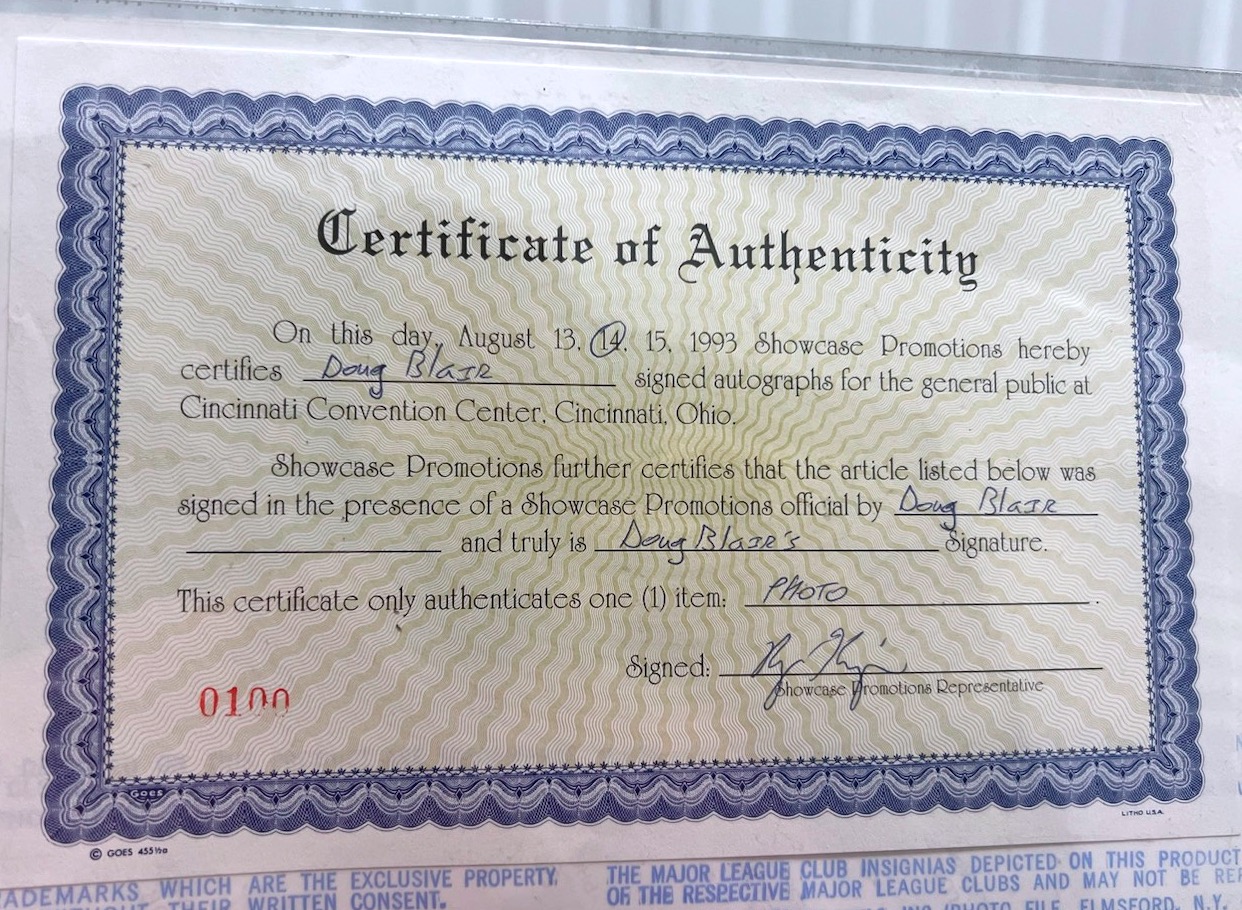 Certificate of Authenticity
On this day, August 13, 14, 15, 1993 Showcase Promotions hereby
certifies Doug Blair signed autographs for the general public at
Cincinnati Convention Center, Cincinnati, Ohio.
Showcase Promotions further certifies that the article listed below was
signed in the presence of a Showcase Promotions official by Doug Blair
and truly is Doug Blair's Signature.
This certificate only authenticates one (1) item: PHOTO.
Signed:
Showcase Promotions Representative
0100
Goes
LITHO U.S.A.
© GOES 455½
ADEMARKS WHICH ARE THE EXCLUSIVE PROPERTY, THE MAJOR LEAGUE CLUB INSIGNIAS DEPICTED ON THIS PRODUCT
THEIR WRITTEN CONSENT. OF THE RESPECTIVE MAJOR LEAGUE CLUBS AND MAY NOT BE
FILE, ELMSFORD, N.Y.